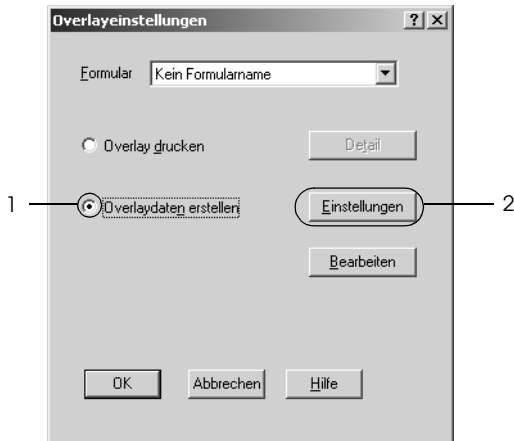 Overlayeinstellungen
Formular Kein Formularname
Overlay drucken Detail
1 Overlaydaten erstellen Einstellungen 2
Bearbeiten
OK Abbrechen Hilfe